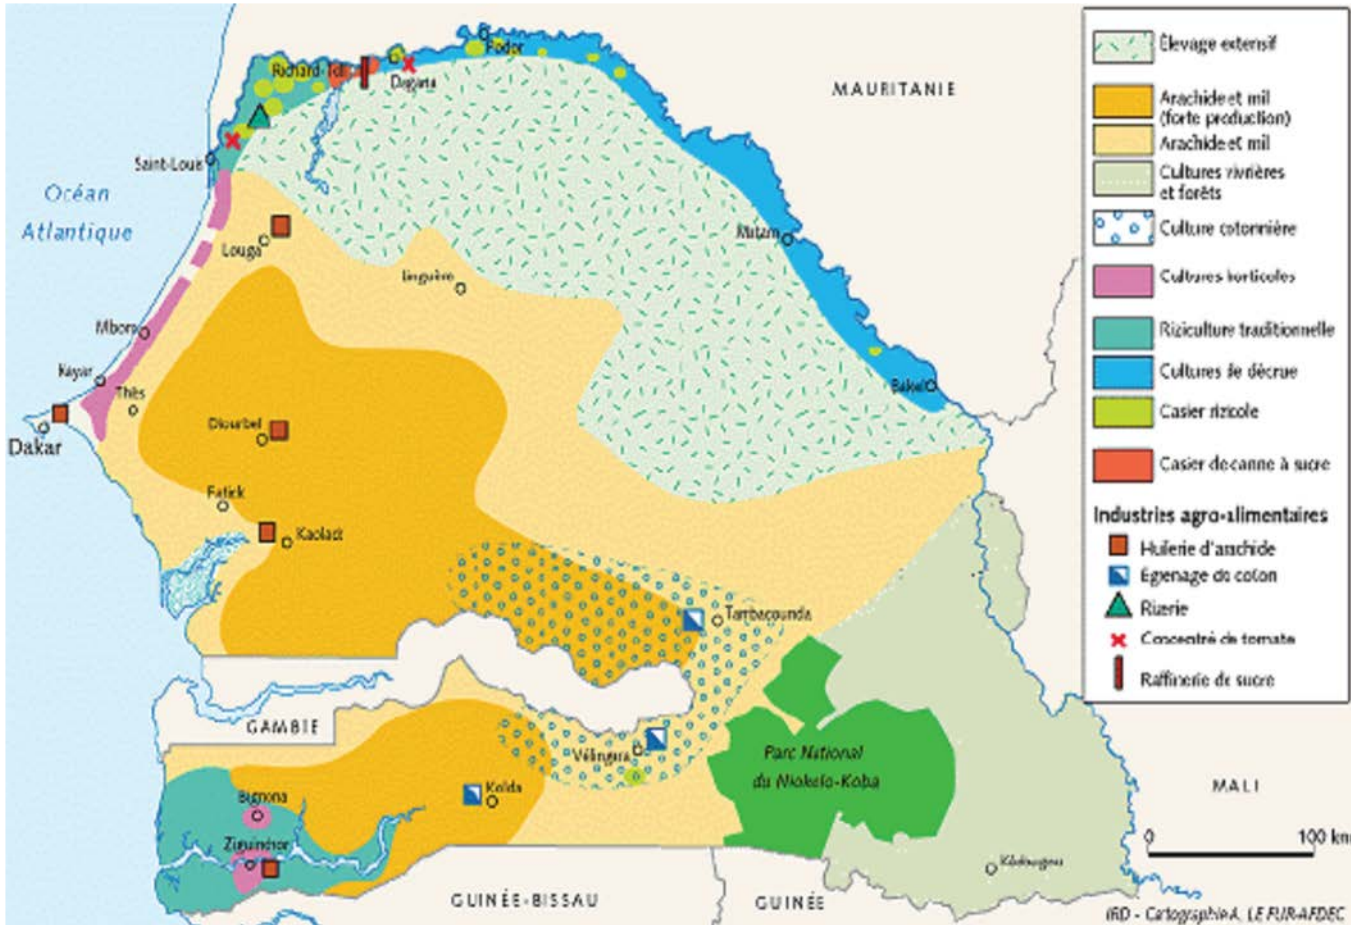 MAURITANIE
Océan
Atlantique
Richard-Toll
Dagana
Podor
Saint-Louis
Louga
Linguère
Matam
Mboro
Kayar
Thiès
Dakar
Diourbel
Bakel
Fatick
Kaolack
Tambacounda
GAMBIE
Vélingara
Kolda
Bignona
Ziguinchor
Parc National
du Niokolo-Koba
Kédougou
MALI
GUINÉE-BISSAU
GUINÉE
0 100 km
IRD - Cartographie A. LE FUR-AFDEC
Élevage extensif
Arachide et mil
(forte production)
Arachide et mil
Cultures vivrières
et forêts
Culture cotonnière
Cultures horticoles
Riziculture traditionnelle
Cultures de décrue
Casier rizicole
Casier de canne à sucre
Industries agro-alimentaires
Huilerie d'arachide
Égrenage de coton
Rizerie
Concentré de tomate
Raffinerie de sucre